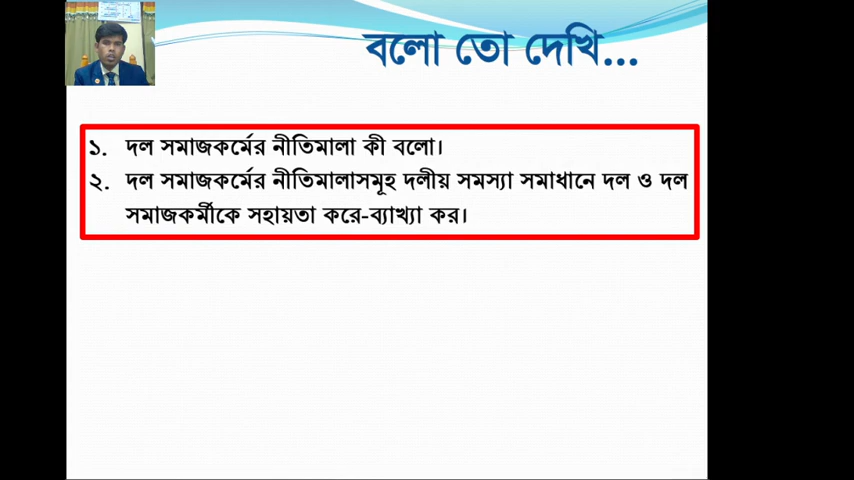 বলো তো দেখি...
১. দল সমাজকর্মের নীতিমালা কী বলো।
২. দল সমাজকর্মের নীতিমালাসমূহ দলীয় সমস্যা সমাধানে দল ও দল
সমাজকর্মীকে সহায়তা করে-ব্যাখ্যা কর।